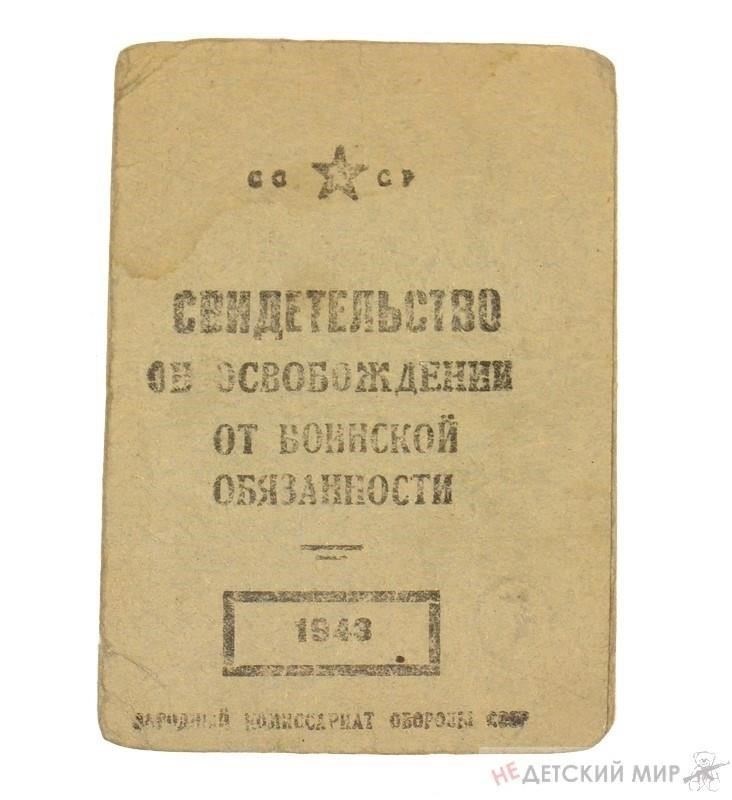 СС СР
СВИДЕТЕЛЬСТВО
ОБ ОСВОБОЖДЕНИИ
ОТ ВОИНСКОЙ
ОБЯЗАННОСТИ
1943
НАРОДНЫЙ КОМИССАРИАТ ОБОРОНЫ СССР
НЕДЕТСКИЙ МИР